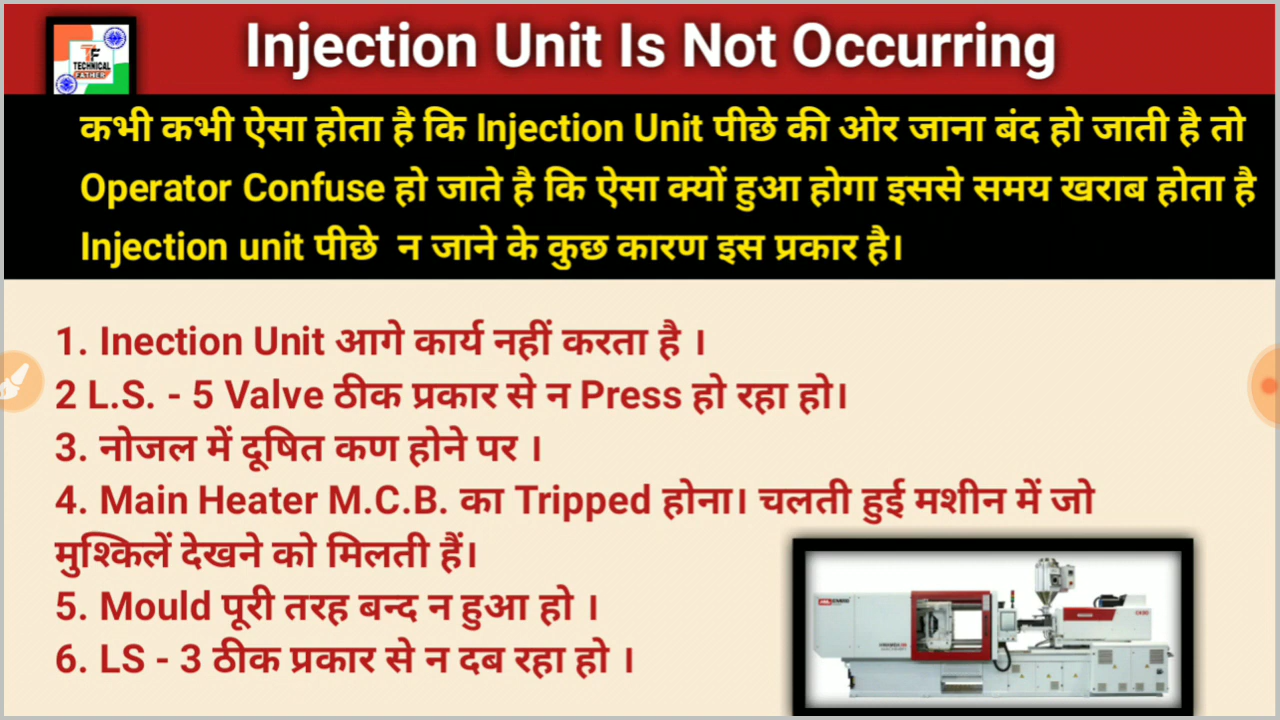 TF
TECHNICAL
FATHER
Injection Unit Is Not Occurring
कभी कभी ऐसा होता है कि Injection Unit पीछे की ओर जाना बंद हो जाती है तो
Operator Confuse हो जाते है कि ऐसा क्यों हुआ होगा इससे समय खराब होता है
Injection unit पीछे न जाने के कुछ कारण इस प्रकार है।
1. Inection Unit आगे कार्य नहीं करता है ।
2 L.S. - 5 Valve ठीक प्रकार से न Press हो रहा हो।
3. नोजल में दूषित कण होने पर ।
4. Main Heater M.C.B. का Tripped होना। चलती हुई मशीन में जो
मुश्किलें देखने को मिलती हैं।
5. Mould पूरी तरह बन्द न हुआ हो ।
6. LS - 3 ठीक प्रकार से न दब रहा हो ।